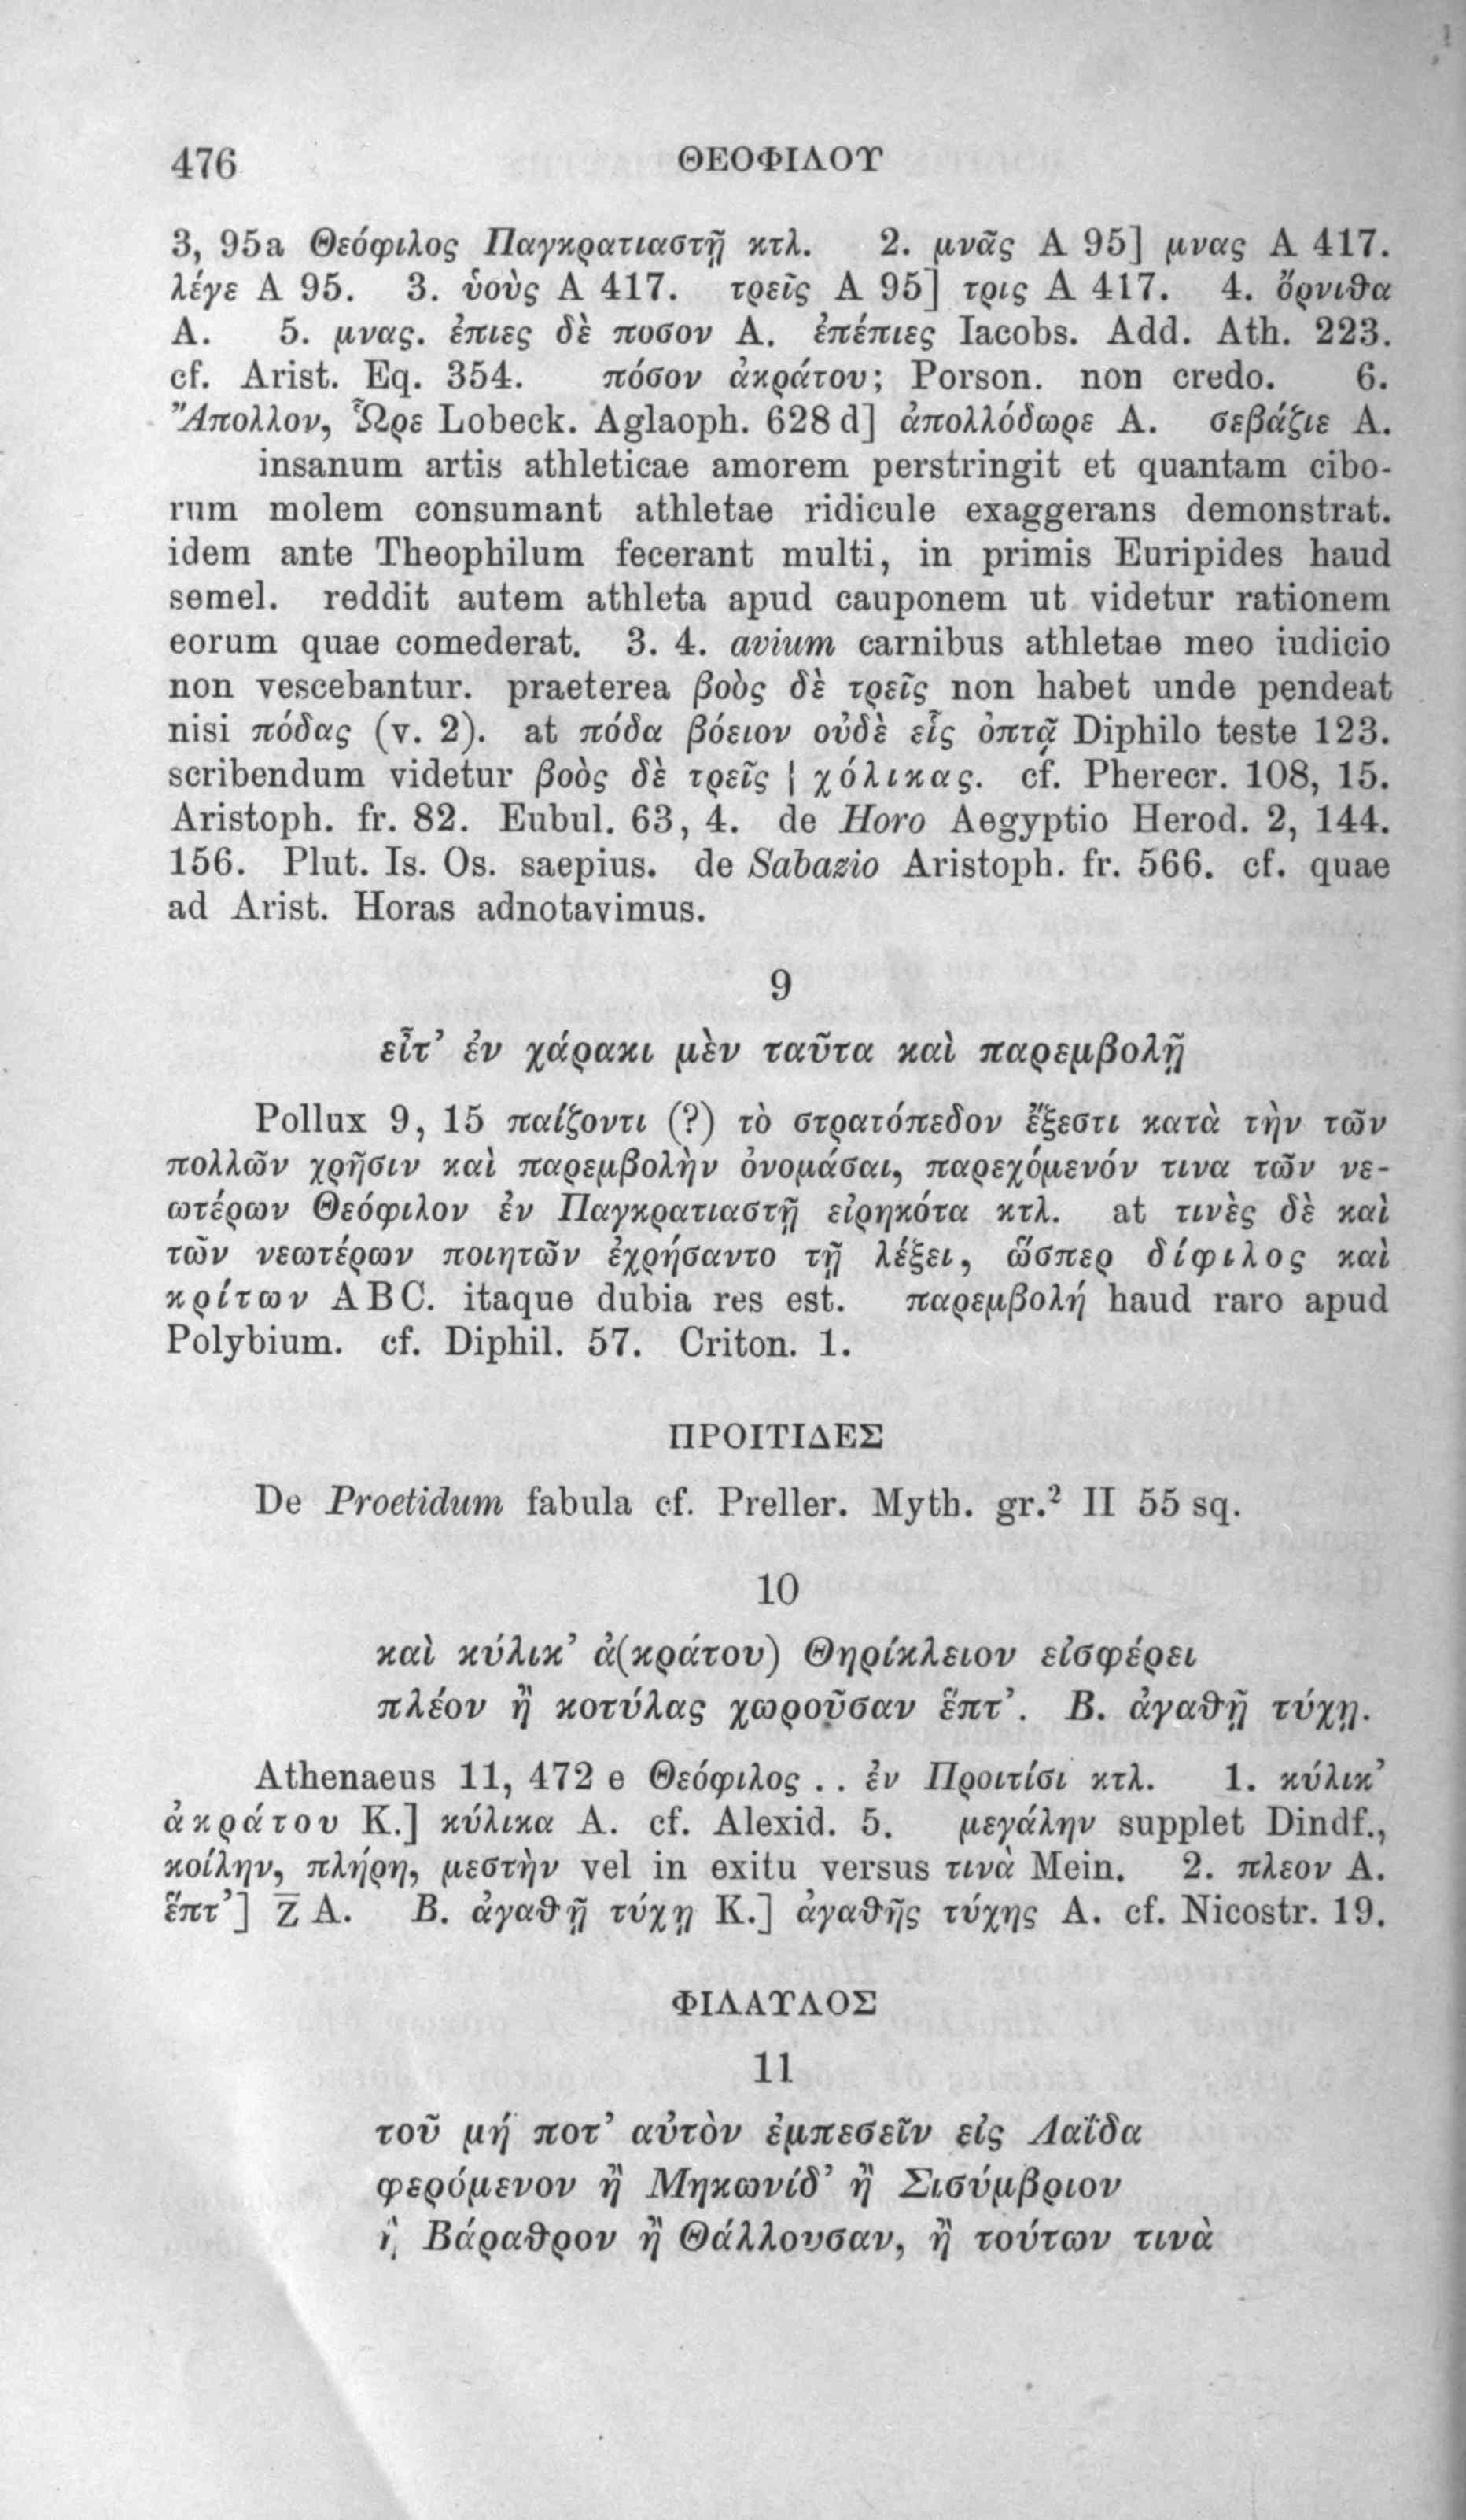 476 ΘΕΟΦΙΛΟΥ
3, 95a Θεόφιλος Παγκρατιαστῇ κτλ. 2. μνᾶς A 95] μνας A 417.
λέγε A 95. 3. ὑοὺς A 417. τρεῖς A 95] τρις A 417. 4. ὄρνιθα
A. 5. μνας. ἐπιες δὲ ποσον A. ἐπέπιες Iacobs. Add. Ath. 223.
cf. Arist. Eq. 354. πόσον ἀκράτου; Porson. non credo. 6.
Ἄπολλον, Ὧρε Lobeck. Aglaoph. 628 d] ἀπολλόδωρε A. σεβάζιε A.
insanum artis athleticae amorem perstringit et quantam cibo-
rum molem consumant athletae ridicule exaggerans demonstrat.
idem ante Theophilum fecerant multi, in primis Euripides haud
semel. reddit autem athleta apud cauponem ut videtur rationem
eorum quae comederat. 3. 4. avium carnibus athletae meo iudicio
non vescebantur. praeterea βοὸς δὲ τρεῖς non habet unde pendeat
nisi πόδας (v. 2). at πόδα βόειον οὐδὲ εἷς ὀπτᾷ Diphilo teste 123.
scribendum videtur βοὸς δὲ τρεῖς | χόλικας. cf. Pherecr. 108, 15.
Aristoph. fr. 82. Eubul. 63, 4. de Horo Aegyptio Herod. 2, 144.
156. Plut. Is. Os. saepius. de Sabazio Aristoph. fr. 566. cf. quae
ad Arist. Horas adnotavimus.
9
εἶτ’ ἐν χάρακι μὲν ταῦτα καὶ παρεμβολῇ
Pollux 9, 15 παίζοντι (?) τὸ στρατόπεδον ἔξεστι κατὰ τὴν τῶν
πολλῶν χρῆσιν καὶ παρεμβολὴν ὀνομάσαι, παρεχόμενόν τινα τῶν νε-
ωτέρων Θεόφιλον ἐν Παγκρατιαστῇ εἰρηκότα κτλ. at τινὲς δὲ καὶ
τῶν νεωτέρων ποιητῶν ἐχρήσαντο τῇ λέξει, ὥσπερ δίφιλος καὶ
κρίτων ABC. itaque dubia res est. παρεμβολή haud raro apud
Polybium. cf. Diphil. 57. Criton. 1.
ΠΡΟΙΤΙΔΕΣ
De Proetidum fabula cf. Preller. Myth. gr.² II 55 sq.
10
καὶ κύλικ’ ἀ(κράτου) Θηρίκλειον εἰσφέρει
πλέον ἢ κοτύλας χωροῦσαν ἕπτ’. Β. ἀγαθῇ τύχῃ.
Athenaeus 11, 472 e Θεόφιλος . . ἐν Προιτίσι κτλ. 1. κύλικ’
ἀκράτου K.] κύλικα A. cf. Alexid. 5. μεγάλην supplet Dindf.,
κοίλην, πλήρη, μεστὴν vel in exitu versus τινὰ Mein. 2. πλεον A.
ἕπτ’] Z̅ A. Β. ἀγαθῇ τύχῃ K.] ἀγαθῆς τύχης A. cf. Nicostr. 19.
ΦΙΛΑΥΛΟΣ
11
τοῦ μή ποτ’ αὐτὸν ἐμπεσεῖν εἰς Λαΐδα
φερόμενον ἢ Μηκωνίδ’ ἢ Σισύμβριον
ἢ Βάραθρον ἢ Θάλλουσαν, ἢ τούτων τινὰ